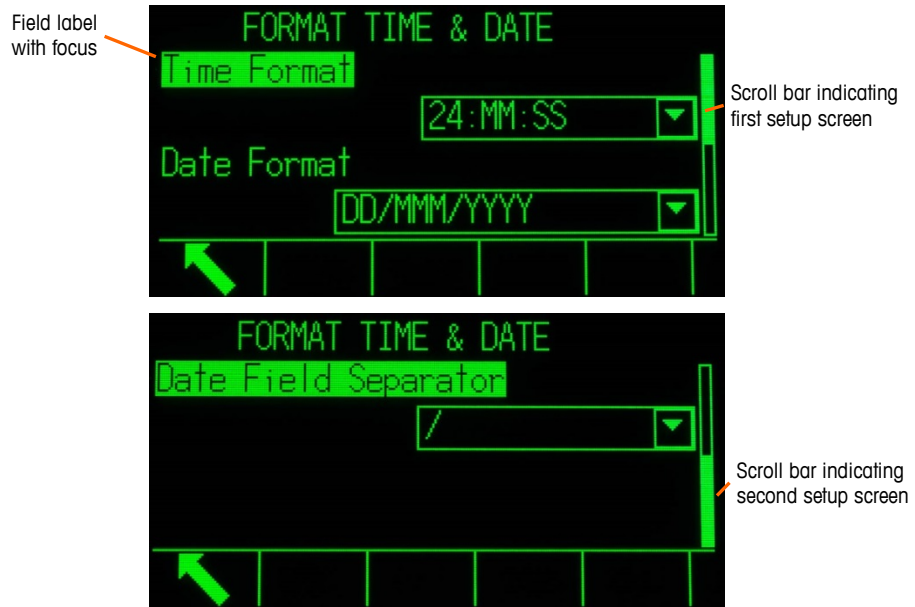 Field label
with focus
FORMAT TIME & DATE
Time Format
24:MM:SS
Date Format
DD/MMM/YYYY
Scroll bar indicating
first setup screen
FORMAT TIME & DATE
Date Field Separator
/
Scroll bar indicating
second setup screen